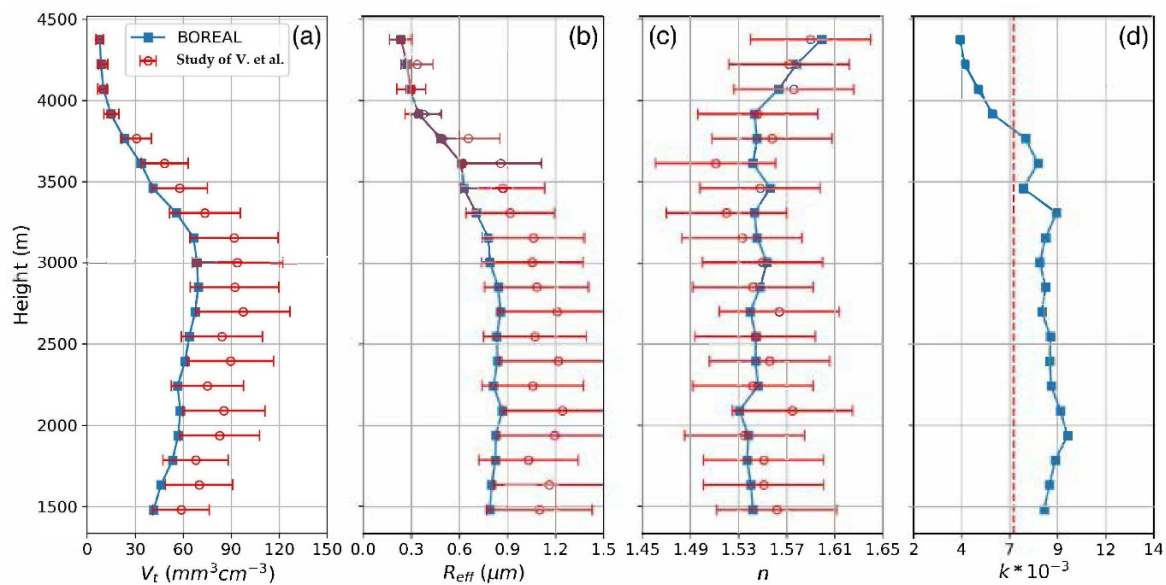 (a)
(b)
(c)
(d)
BOREAL
Study of V. et al.
Height (m)
4500
4000
3500
3000
2500
2000
1500
0 30 60 90 120 150
0.0 0.3 0.6 0.9 1.2 1.5
1.45 1.49 1.53 1.57 1.61 1.65
2 4 7 9 12 14
V_t (mm³cm⁻³)
R_eff (μm)
n
k * 10⁻³